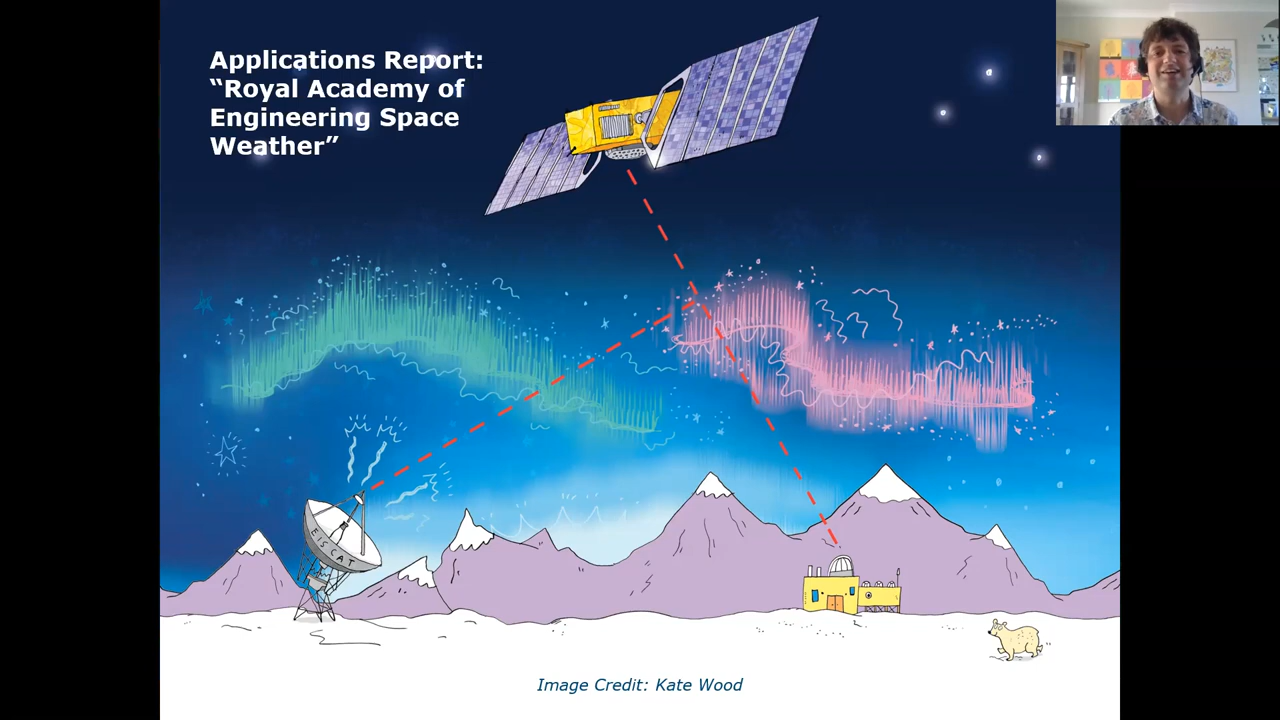 Applications Report:
“Royal Academy of
Engineering Space
Weather”
EISCAT
Image Credit: Kate Wood